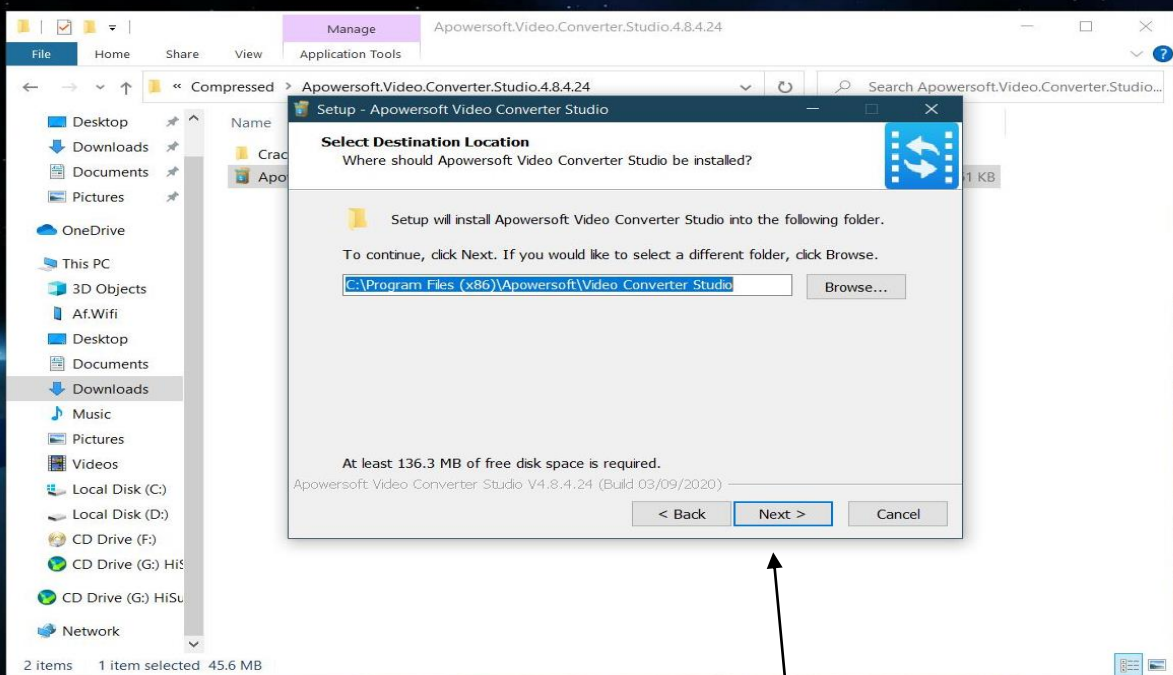 Manage Apowersoft.Video.Converter.Studio.4.8.4.24
File Home Share View Application Tools
« Compressed > Apowersoft.Video.Converter.Studio.4.8.4.24 Search Apowersoft.Video.Converter.Studio...
Name
Crac
Apo 51 KB
Desktop
Downloads
Documents
Pictures
OneDrive
This PC
3D Objects
Af.Wifi
Desktop
Documents
Downloads
Music
Pictures
Videos
Local Disk (C:)
Local Disk (D:)
CD Drive (F:)
CD Drive (G:) HiS
CD Drive (G:) HiSu
Network
2 items 1 item selected 45.6 MB
Setup - Apowersoft Video Converter Studio
Select Destination Location
Where should Apowersoft Video Converter Studio be installed?
Setup will install Apowersoft Video Converter Studio into the following folder.
To continue, click Next. If you would like to select a different folder, click Browse.
C:\Program Files (x86)\Apowersoft\Video Converter Studio Browse...
At least 136.3 MB of free disk space is required.
Apowersoft Video Converter Studio V4.8.4.24 (Build 03/09/2020)
< Back Next > Cancel